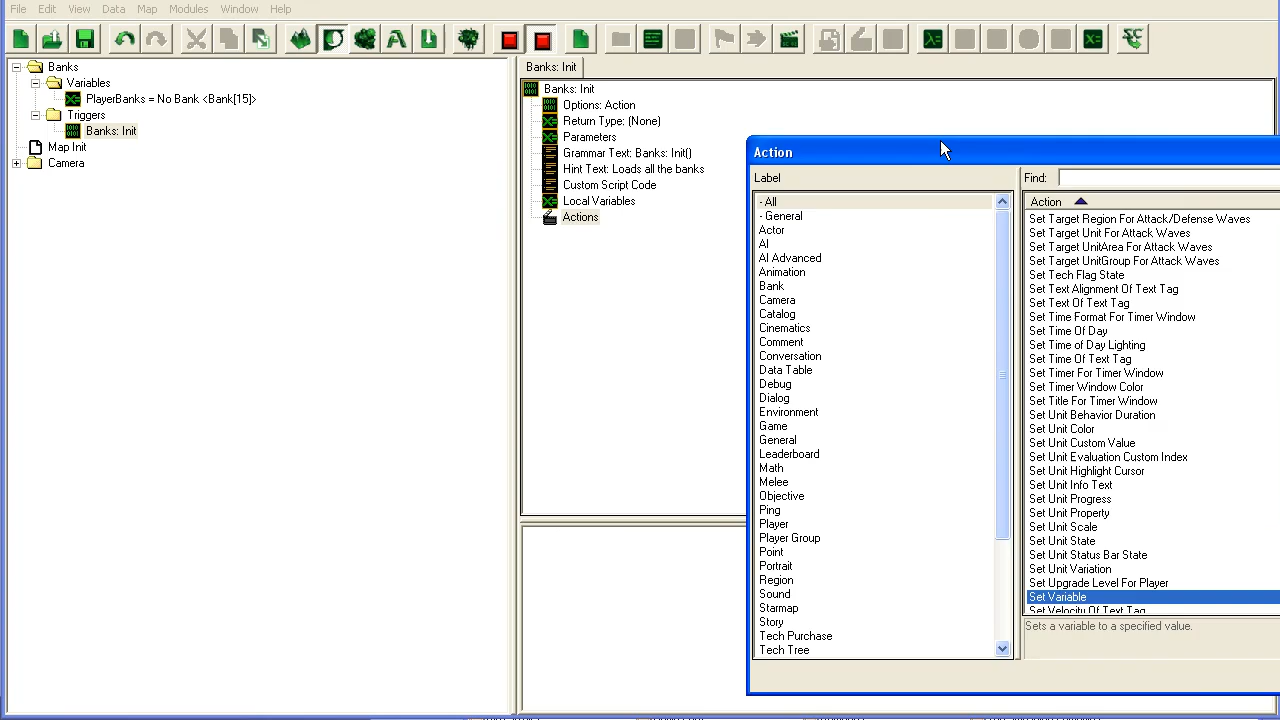 File Edit View Data Map Modules Window Help
Banks
Variables
PlayerBanks = No Bank <Bank[15]>
Triggers
Banks: Init
Map Init
Camera
Banks: Init
Banks: Init
Options: Action
Return Type: (None)
Parameters
Grammar Text: Banks: Init()
Hint Text: Loads all the banks
Custom Script Code
Local Variables
Actions
Action
Label
- All
- General
Actor
AI
AI Advanced
Animation
Bank
Camera
Catalog
Cinematics
Comment
Conversation
Data Table
Debug
Dialog
Environment
Game
General
Leaderboard
Math
Melee
Objective
Ping
Player
Player Group
Point
Portrait
Region
Sound
Starmap
Story
Tech Purchase
Tech Tree
Find:
Action
Set Target Region For Attack/Defense Waves
Set Target Unit For Attack Waves
Set Target UnitArea For Attack Waves
Set Target UnitGroup For Attack Waves
Set Tech Flag State
Set Text Alignment Of Text Tag
Set Text Of Text Tag
Set Time Format For Timer Window
Set Time Of Day
Set Time of Day Lighting
Set Time Of Text Tag
Set Timer For Timer Window
Set Timer Window Color
Set Title For Timer Window
Set Unit Behavior Duration
Set Unit Color
Set Unit Custom Value
Set Unit Evaluation Custom Index
Set Unit Highlight Cursor
Set Unit Info Text
Set Unit Progress
Set Unit Property
Set Unit Scale
Set Unit State
Set Unit Status Bar State
Set Unit Variation
Set Upgrade Level For Player
Set Variable
Set Velocity Of Text Tag
Sets a variable to a specified value.